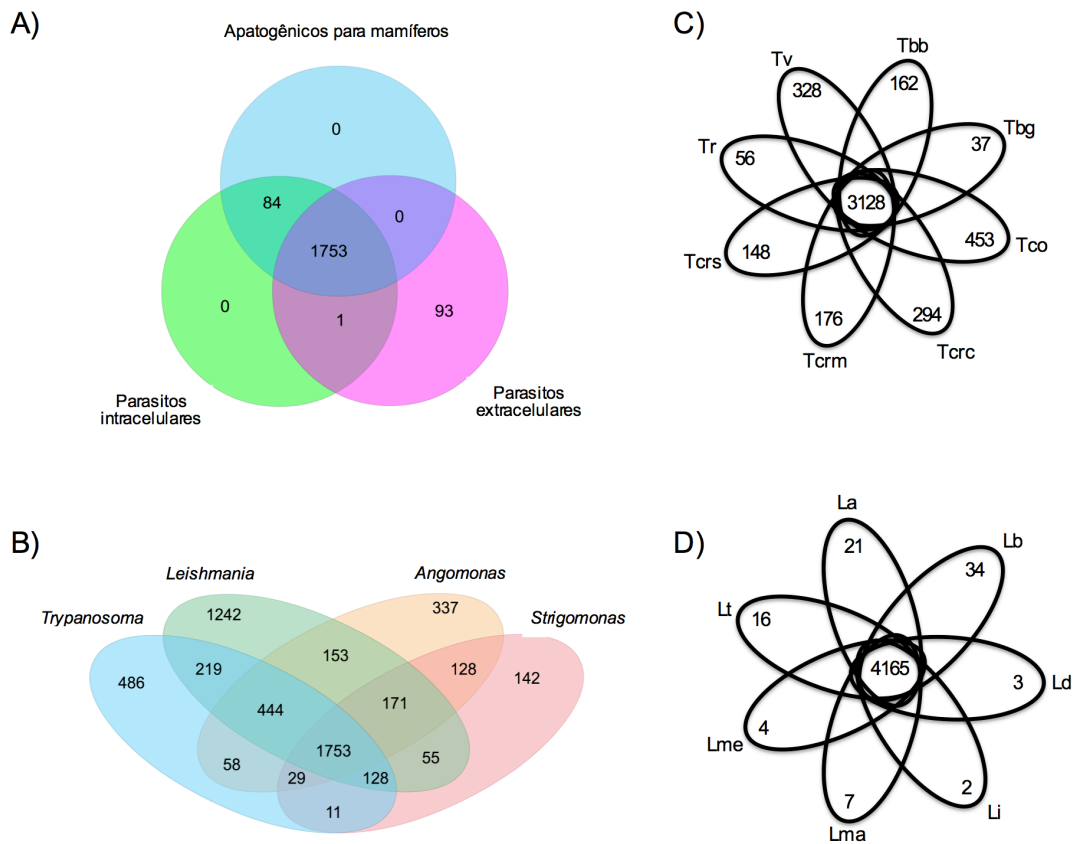 A)
Apatogênicos para mamíferos
0
84
0
1753
0
1
93
Parasitos
intracelulares
Parasitos
extracelulares
B)
Leishmania
Angomonas
Trypanosoma
Strigomonas
1242
337
153
219
128
142
486
171
444
1753
58
29
128
55
11
C)
Tbb
Tv
162
328
Tbg
37
Tr
56
3128
453
Tco
148
Tcrs
176
294
Tcrm
Tcrc
D)
La
21
Lb
34
Lt
16
4165
3
Ld
4
Lme
2
7
Li
Lma